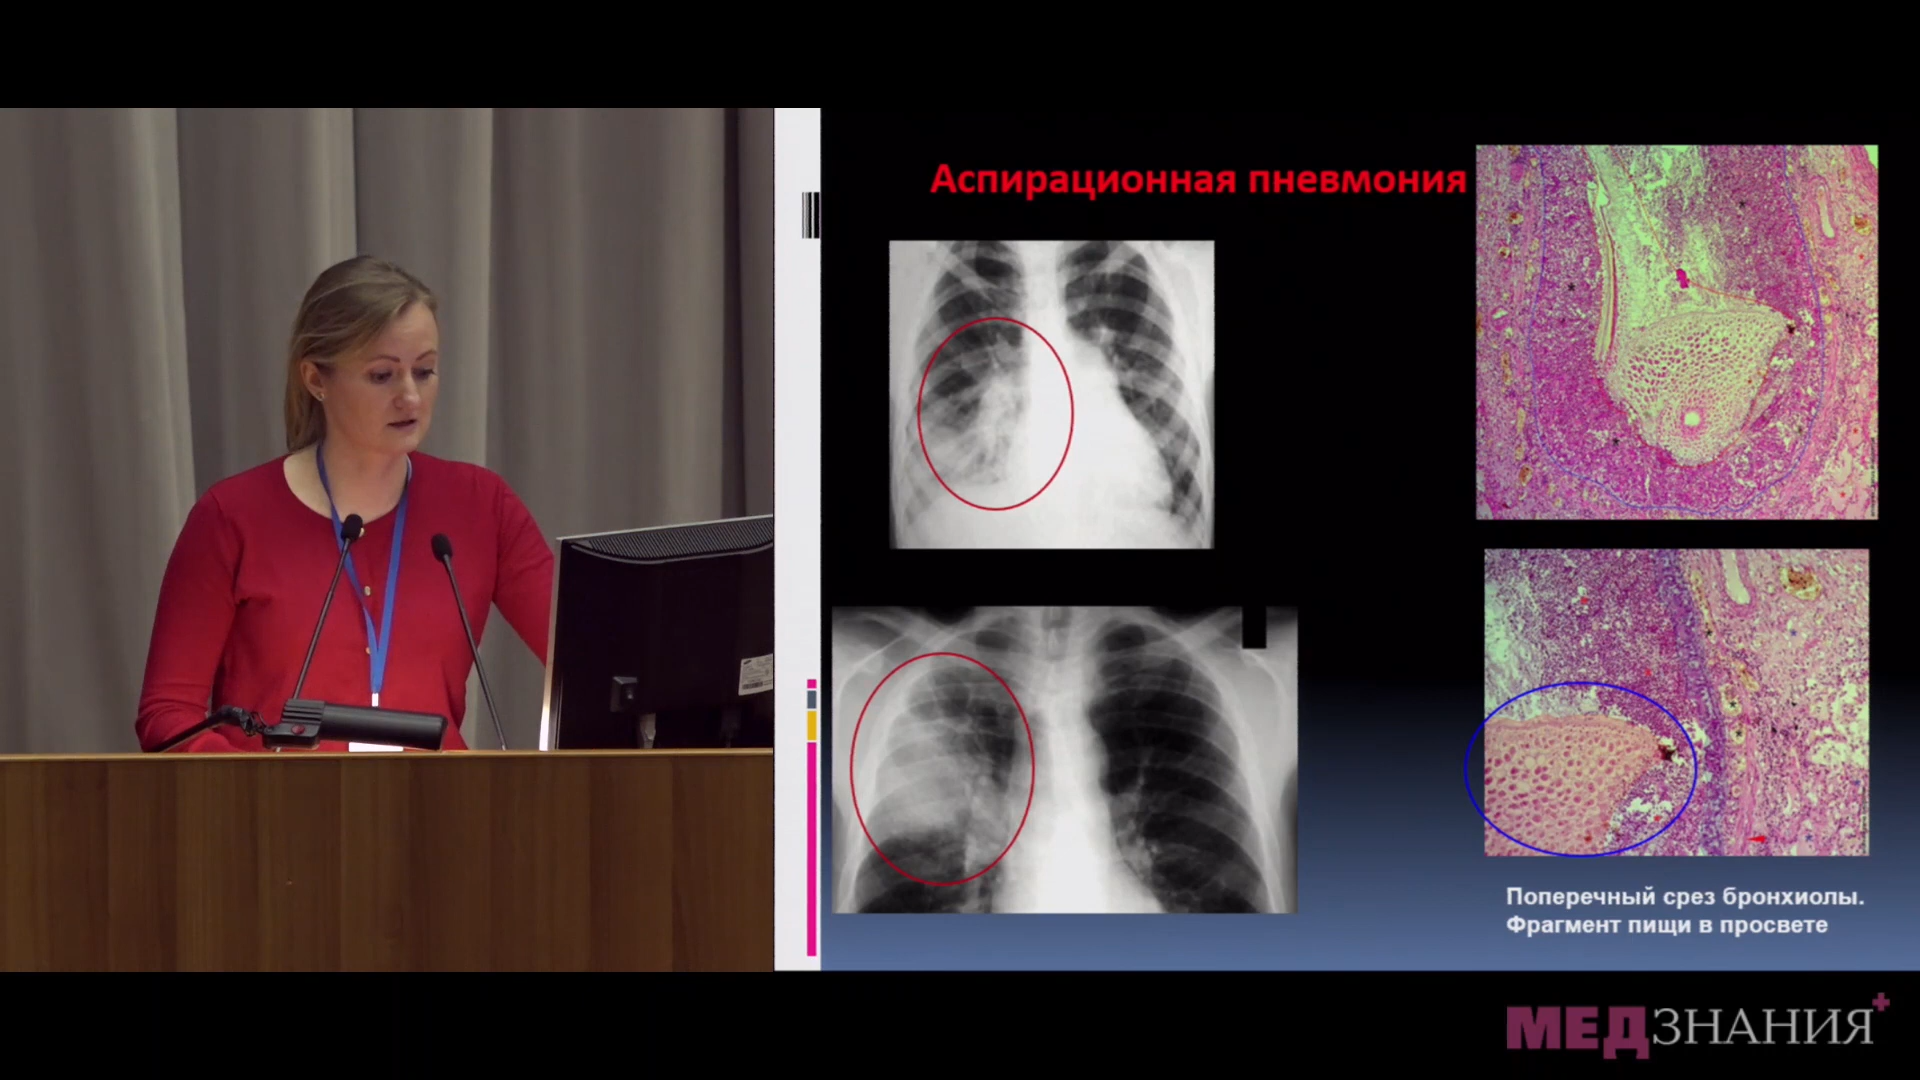 Аспирационная пневмония
Поперечный срез бронхиолы.
Фрагмент пищи в просвете
МЕДЗНАНИЯ+